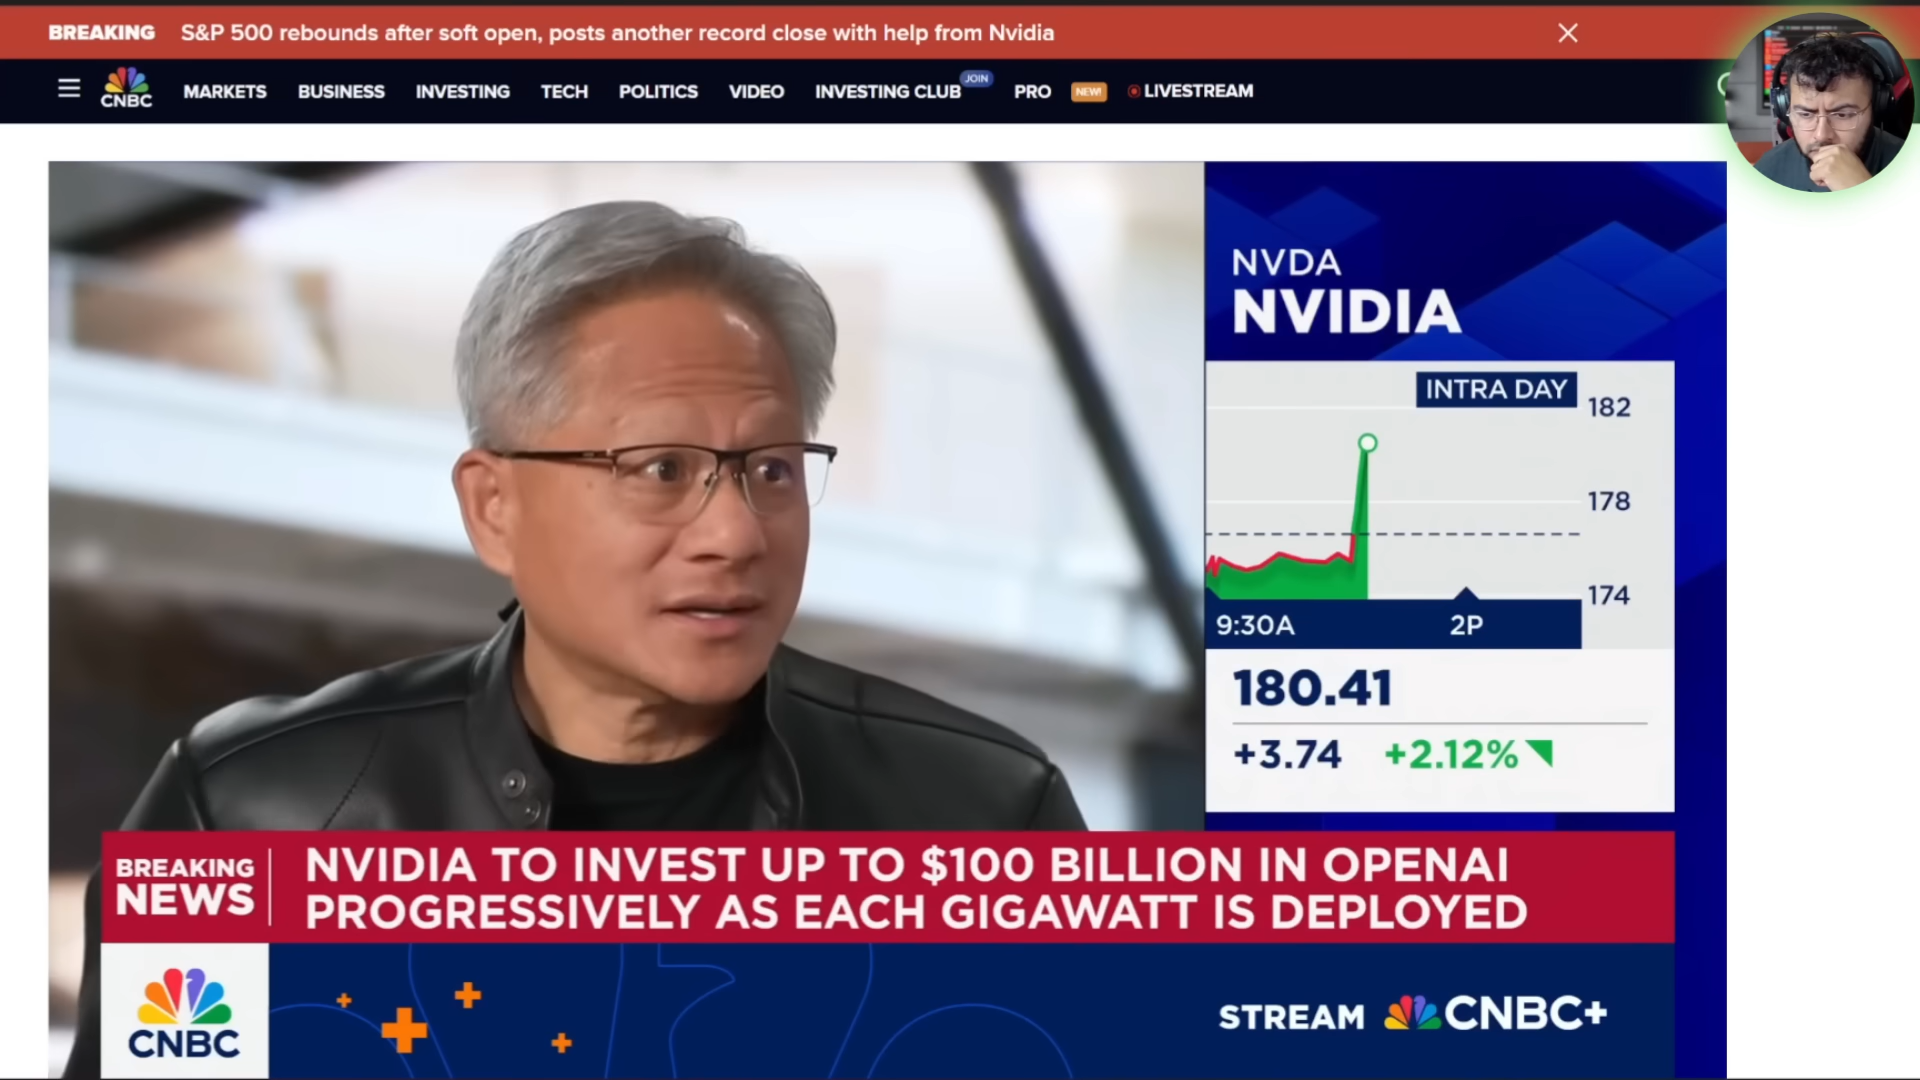 BREAKING S&P 500 rebounds after soft open, posts another record close with help from Nvidia
CNBC MARKETS BUSINESS INVESTING TECH POLITICS VIDEO INVESTING CLUB JOIN PRO NEW! LIVESTREAM
NVDA
NVIDIA
INTRA DAY
182
178
174
9:30A 2P
180.41
+3.74 +2.12%
BREAKING NEWS
NVIDIA TO INVEST UP TO $100 BILLION IN OPENAI
PROGRESSIVELY AS EACH GIGAWATT IS DEPLOYED
CNBC
STREAM CNBC+